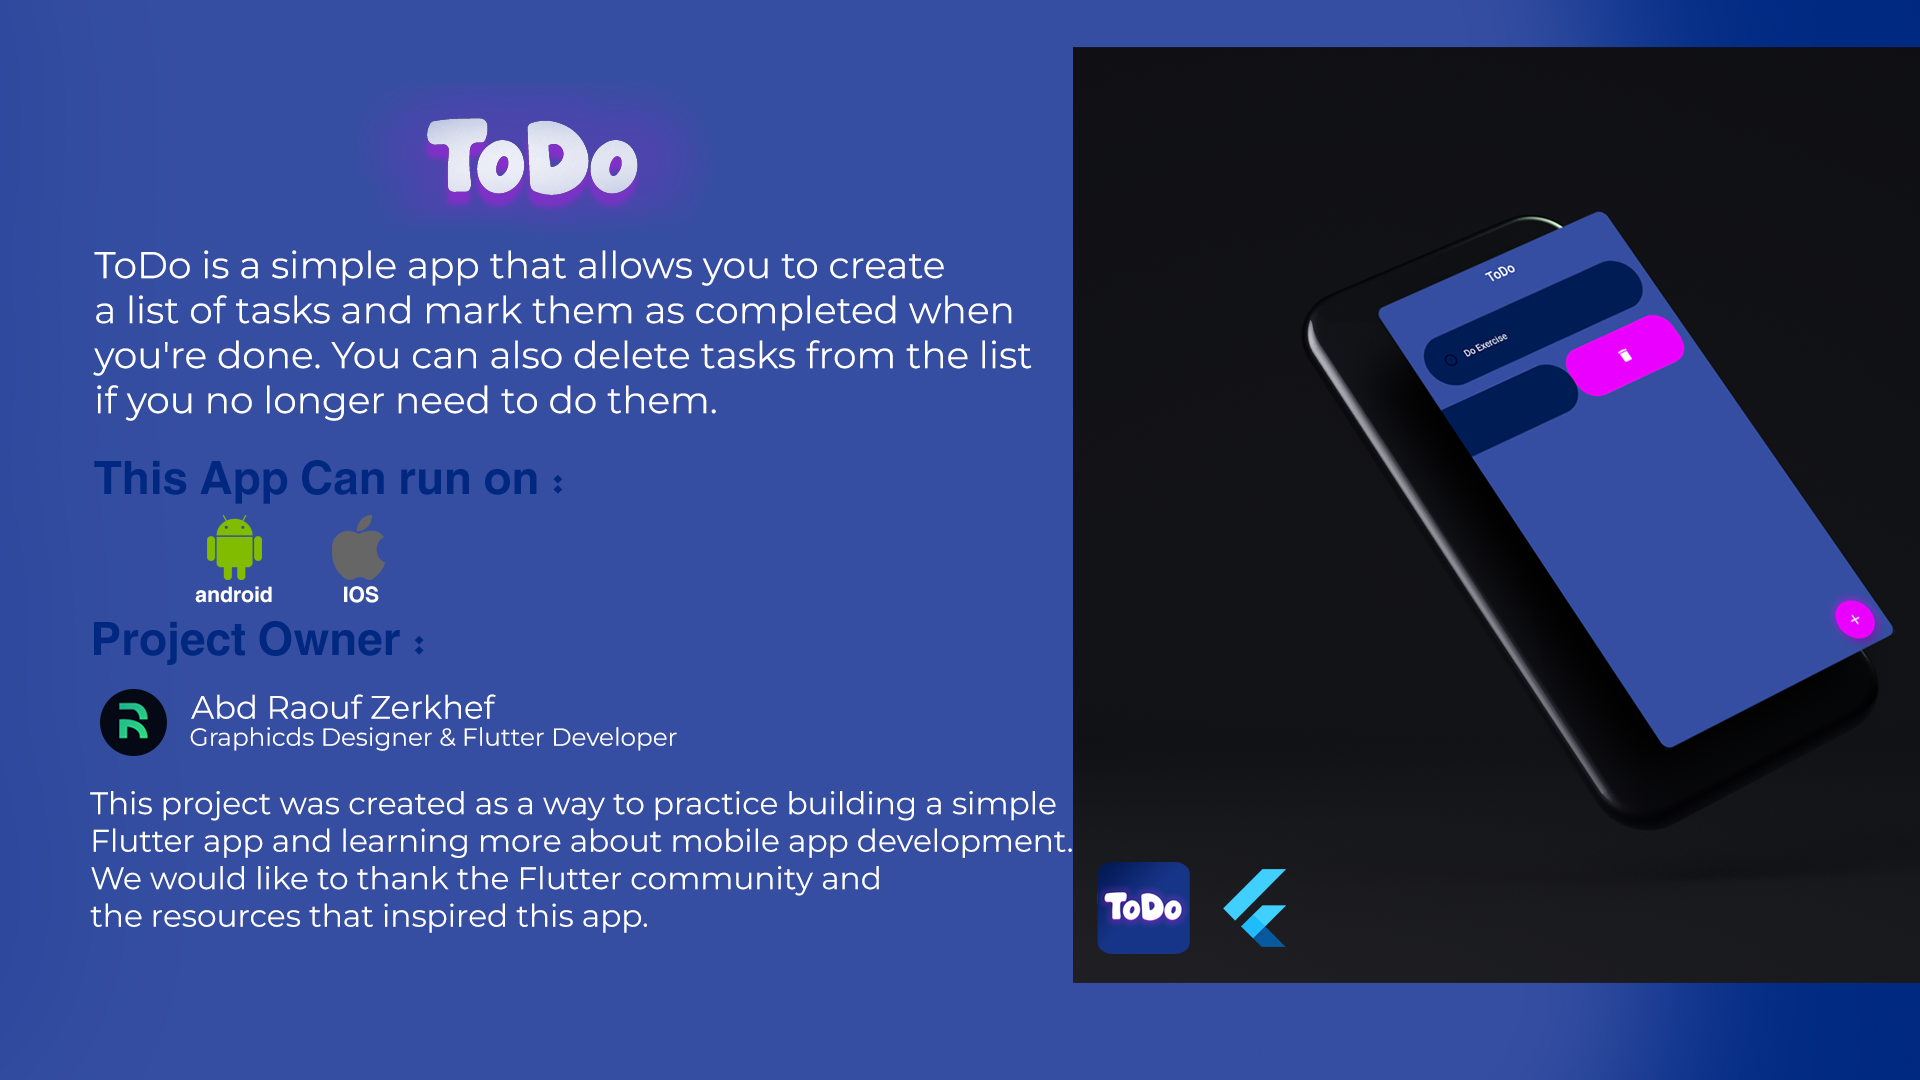 ToDo
ToDo is a simple app that allows you to create
a list of tasks and mark them as completed when
you're done. You can also delete tasks from the list
if you no longer need to do them.
This App Can run on :
android
IOS
Project Owner :
Abd Raouf Zerkhef
Graphicds Designer & Flutter Developer
This project was created as a way to practice building a simple
Flutter app and learning more about mobile app development.
We would like to thank the Flutter community and
the resources that inspired this app.
ToDo
Do Exercise
+
ToDo